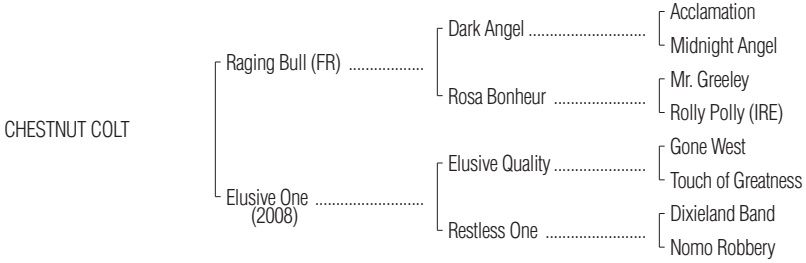 Acclamation
Dark Angel ............................
Midnight Angel
Raging Bull (FR) ..................
Mr. Greeley
Rosa Bonheur ......................
Rolly Polly (IRE)
CHESTNUT COLT
Gone West
Elusive Quality ......................
Touch of Greatness
Elusive One ..........................
(2008)
Dixieland Band
Restless One ........................
Nomo Robbery